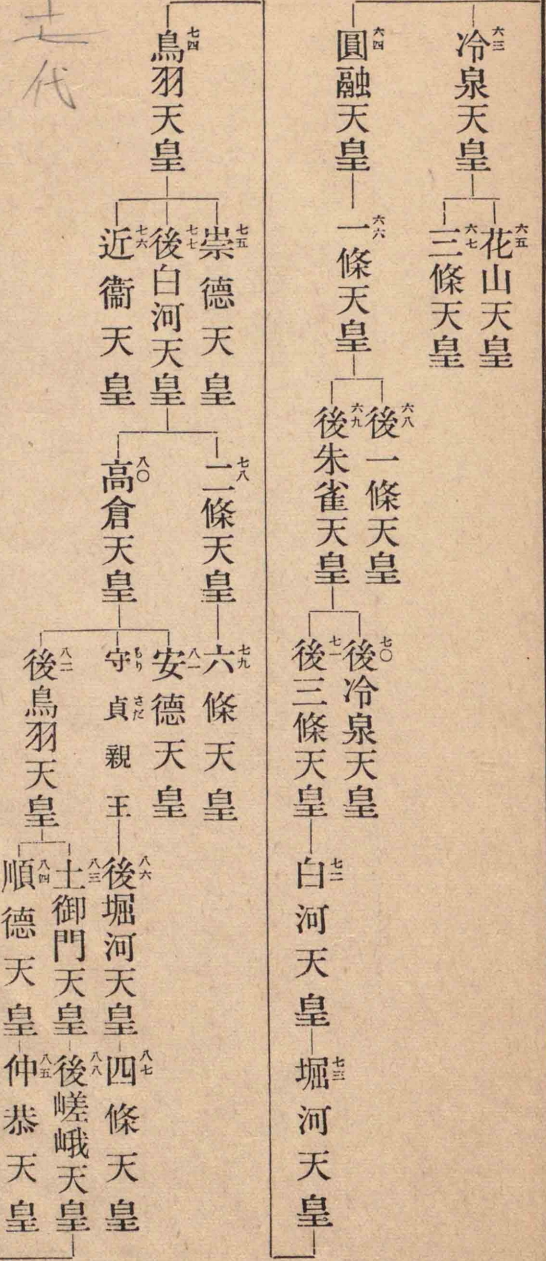 六三 冷泉天皇
六五 花山天皇
六七 三條天皇
六四 圓融天皇
六六 一條天皇
六八 後一條天皇
六九 後朱雀天皇
七〇 後冷泉天皇
七一 後三條天皇
七二 白河天皇
七三 堀河天皇
七四 鳥羽天皇
七五 崇德天皇
七七 後白河天皇
七六 近衞天皇
七八 二條天皇
七九 六條天皇
八〇 高倉天皇
八一 安德天皇
守貞親王
もりさだ
八六 後堀河天皇
八七 四條天皇
八二 後鳥羽天皇
八三 土御門天皇
八八 後嵯峨天皇
八四 順德天皇
八五 仲恭天皇
代